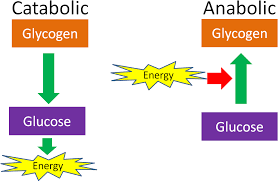 Catabolic
Glycogen
Glucose
Energy
Anabolic
Glycogen
Energy
Glucose